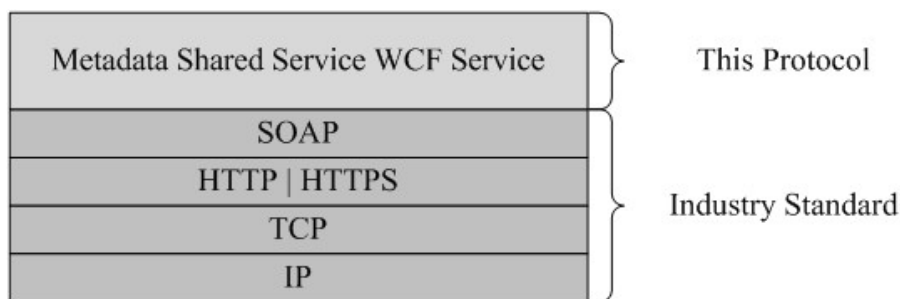 Metadata Shared Service WCF Service
This Protocol
SOAP
HTTP | HTTPS
TCP
IP
Industry Standard